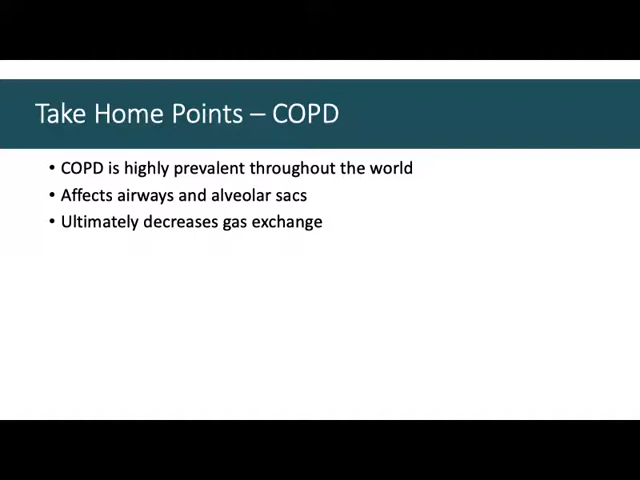 Take Home Points – COPD
• COPD is highly prevalent throughout the world
• Affects airways and alveolar sacs
• Ultimately decreases gas exchange